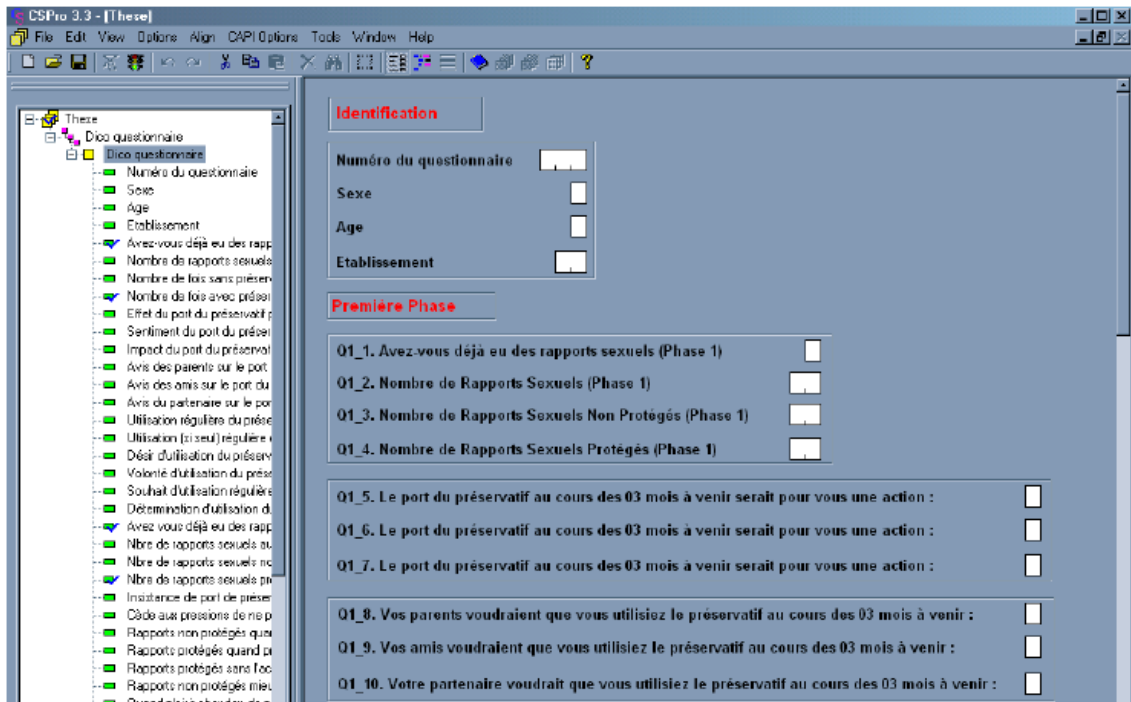 CSPro 3.3 - [These]
File Edit View Options Align CAPI Options Tools Window Help
These
Dico questionnaire
Dico questionnaire
Numéro du questionnaire
Sexe
Age
Etablissement
Avez-vous déjà eu des rapp
Nombre de rapports sexuels
Nombre de fois sans préser
Nombre de fois avec préser
Effet du port du préservatif p
Sentiment du port du préser
Impact du port du préservat
Avis des parents sur le port
Avis des amis sur le port du
Avis du partenaire sur le por
Utilisation régulière du prése
Utilisation (si seul) régulière
Désir d'utilisation du préserv
Volonté d'utilisation du prése
Souhait d'utilisation régulière
Détermination d'utilisation d
Avez vous déjà eu des rapp
Nbre de rapports sexuels au
Nbre de rapports sexuels no
Nbre de rapports sexuels pro
Insistance de port de préser
Cède aux pressions de ne p
Rapports non protégés quan
Rapports protégés quand pr
Rapports protégés sans l'ac
Rapports non protégés mieu
Identification
Numéro du questionnaire
Sexe
Age
Etablissement
Premiére Phase
Q1_1. Avez-vous déjà eu des rapports sexuels (Phase 1)
Q1_2. Nombre de Rapports Sexuels (Phase 1)
Q1_3. Nombre de Rapports Sexuels Non Protégés (Phase 1)
Q1_4. Nombre de Rapports Sexuels Protégés (Phase 1)
Q1_5. Le port du préservatif au cours des 03 mois à venir serait pour vous une action :
Q1_6. Le port du préservatif au cours des 03 mois à venir serait pour vous une action :
Q1_7. Le port du préservatif au cours des 03 mois à venir serait pour vous une action :
Q1_8. Vos parents voudraient que vous utilisiez le préservatif au cours des 03 mois à venir :
Q1_9. Vos amis voudraient que vous utilisiez le préservatif au cours des 03 mois à venir :
Q1_10. Votre partenaire voudrait que vous utilisiez le préservatif au cours des 03 mois à venir :